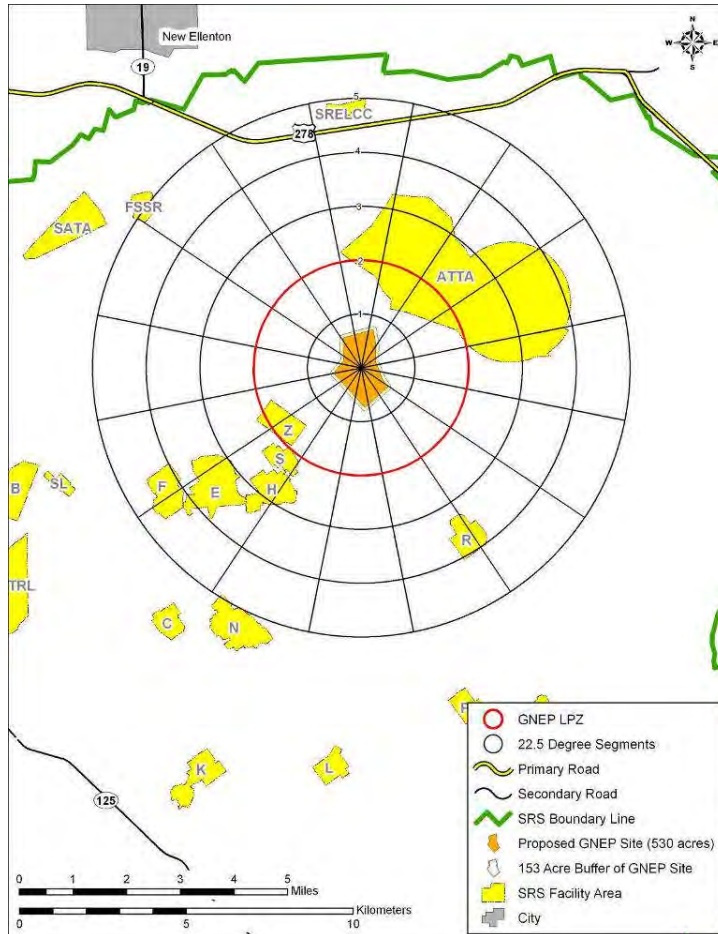 New Ellenton
N
W
E
S
19
5
SRELCC
278
4
FSSR
3
SATA
2
ATTA
1
Z
S
B
SL
F
E
H
R
TRL
C
N
P
GNEP LPZ
22.5 Degree Segments
Primary Road
K
L
Secondary Road
125
SRS Boundary Line
Proposed GNEP Site (530 acres)
153 Acre Buffer of GNEP Site
0 1 2 3 4 5
Miles
SRS Facility Area
Kilometers
City
0 5 10